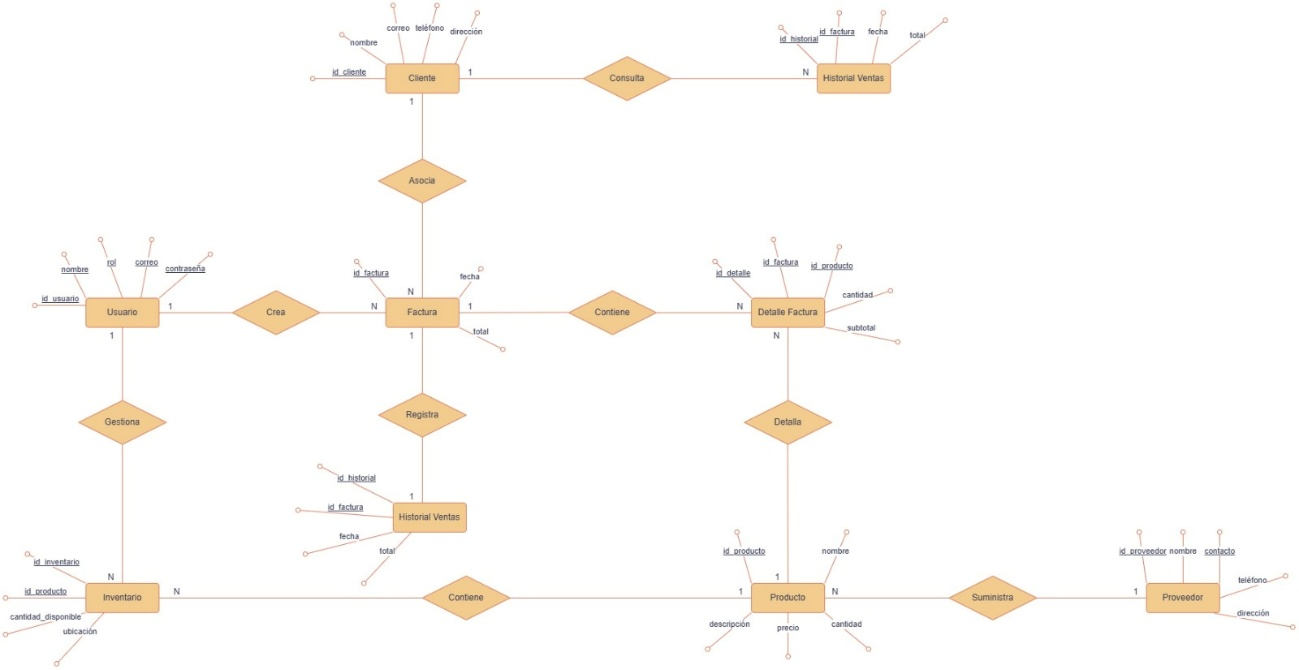 correo
teléfono
dirección
nombre
id_cliente
Cliente
1
Consulta
N
Historial Ventas
id_historial
id_factura
fecha
total
1
Asocia
N
nombre
rol
correo
contraseña
id_usuario
Usuario
1
Crea
N
Factura
id_factura
fecha
total
1
Contiene
N
Detalle Factura
id_detalle
id_factura
id_producto
cantidad
subtotal
1
Gestiona
N
1
Registra
1
id_historial
id_factura
fecha
total
Historial Ventas
N
Detalla
1
id_inventario
id_producto
cantidad_disponible
ubicación
Inventario
N
Contiene
1
Producto
id_producto
nombre
descripción
precio
cantidad
N
Suministra
1
Proveedor
id_proveedor
nombre
contacto
teléfono
dirección